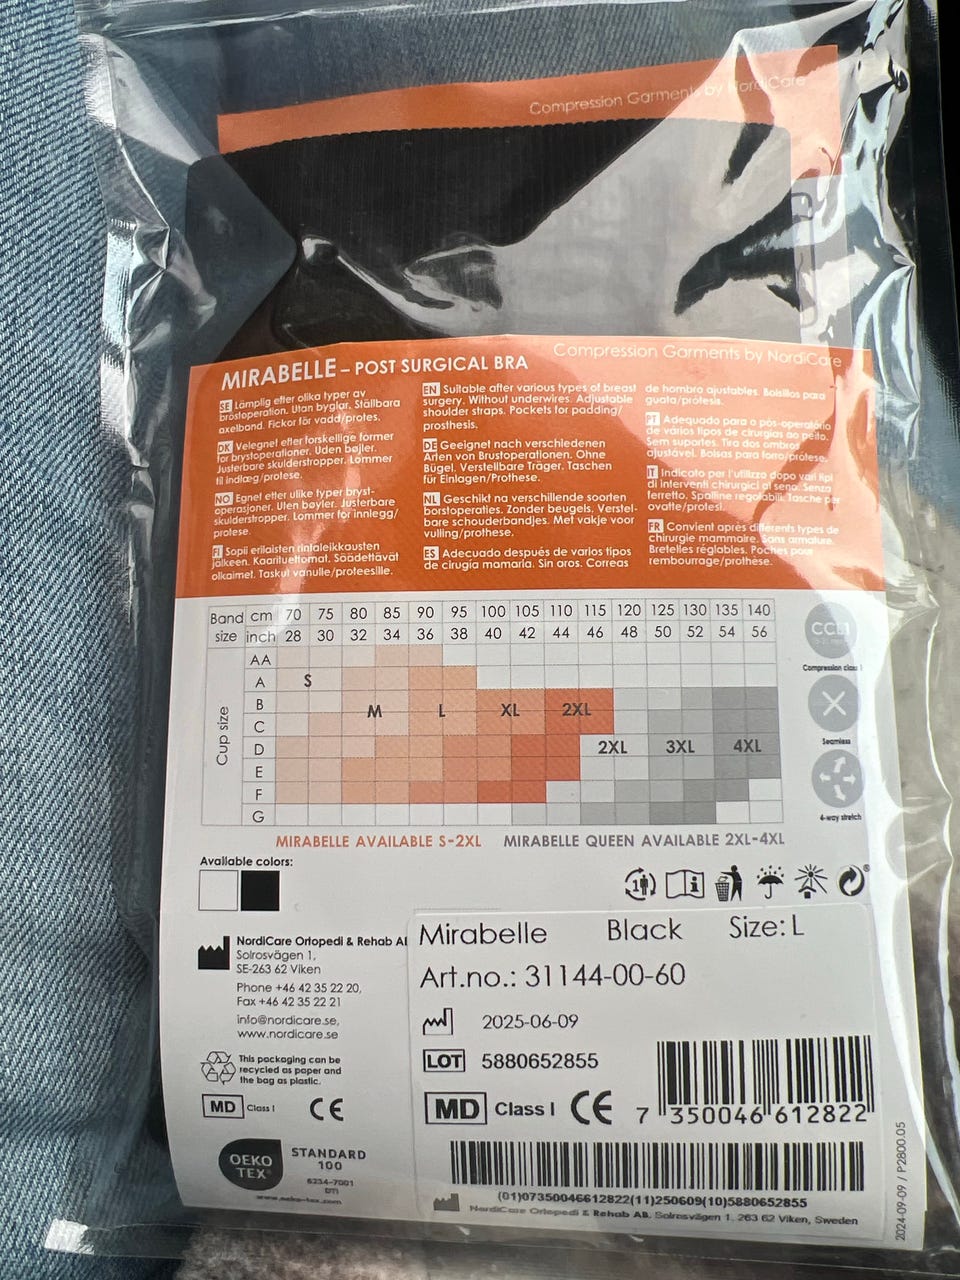 Compression Garments by NordiCare
MIRABELLE – POST SURGICAL BRA
Compression Garments by NordiCare
SE Lämplig efter olika typer av
bröstoperation. Utan byglar. Ställbara
axelband. Fickor för vadd/protes.
DK Velegnet efter forskellige former
for brystoperationer. Uden bøjler.
Justerbare skulderstropper. Lommer
til indlæg/protese.
NO Egnet etter ulike typer bryst-
operasjoner. Uten bøyler. Justerbare
skulderstropper. Lommer for innlegg/
protese.
FI Sopii erilaisten rintaleikkausten
jälkeen. Kaarituettomat. Säädettävät
olkaimet. Taskut vanulle/proteesille.
EN Suitable after various types of breast
surgery. Without underwires. Adjustable
shoulder straps. Pockets for padding/
prosthesis.
DE Geeignet nach verschiedenen
Arten von Brustoperationen. Ohne
Bügel. Verstellbare Träger. Taschen
für Einlagen/Prothese.
NL Geschikt na verschillende soorten
borstoperaties. Zonder beugels. Verstel-
bare schouderbandjes. Met vakje voor
vulling/prothese.
ES Adecuado después de varios tipos
de cirugía mamaria. Sin aros. Correas
de hombro ajustables. Bolsillos para
guata/prótesis.
PT Adequado para o pós-operatório
de vários tipos de cirurgias ao peito.
Sem suportes. Tira dos ombros
ajustável. Bolsas para forro/prótese.
IT Indicato per l'utilizzo dopo vari tipi
di interventi chirurgici al seno. Senza
ferretto. Spalline regolabili. Tasche per
ovatte/protesi.
FR Convient après différents types de
chirurgie mammaire. Sans armature.
Bretelles réglables. Poches pour
rembourrage/prothèse.
Band size cm 70 75 80 85 90 95 100 105 110 115 120 125 130 135 140
inch 28 30 32 34 36 38 40 42 44 46 48 50 52 54 56
Cup size
AA
A S
B M L XL 2XL
C
D 2XL 3XL 4XL
E
F
G
CCL1
Compression class 1
Seamless
4-way stretch
MIRABELLE AVAILABLE S-2XL MIRABELLE QUEEN AVAILABLE 2XL-4XL
Available colors:
NordiCare Ortopedi & Rehab AB
Solrosvägen 1,
SE-263 62 Viken
Phone +46 42 35 22 20,
Fax +46 42 35 22 21
info@nordicare.se,
www.nordicare.se
This packaging can be
recycled as paper and
the bag as plastic.
MD Class I CE
OEKO
TEX®
STANDARD
100
6234-7001
DTI
www.oeko-tex.com
Mirabelle Black Size: L
Art.no.: 31144-00-60
2025-06-09
LOT 5880652855
MD Class I CE
7 350046 612822
(01)07350046612822(11)250609(10)5880652855
NordiCare Ortopedi & Rehab AB, Solrosvägen 1, 263 62 Viken, Sweden
2024-09-09 / P2800.05